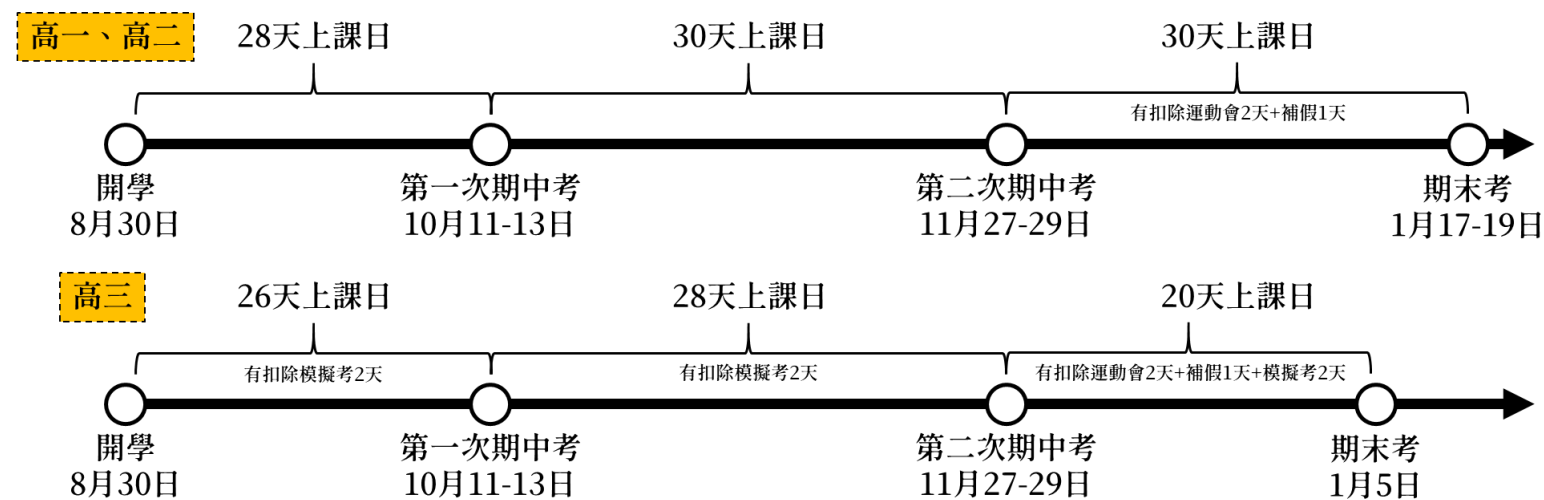 高一、高二
28天上課日
30天上課日
30天上課日
有扣除運動會2天+補假1天
開學
8月30日
第一次期中考
10月11-13日
第二次期中考
11月27-29日
期末考
1月17-19日
高三
26天上課日
28天上課日
20天上課日
有扣除模擬考2天
有扣除模擬考2天
有扣除運動會2天+補假1天+模擬考2天
開學
8月30日
第一次期中考
10月11-13日
第二次期中考
11月27-29日
期末考
1月5日